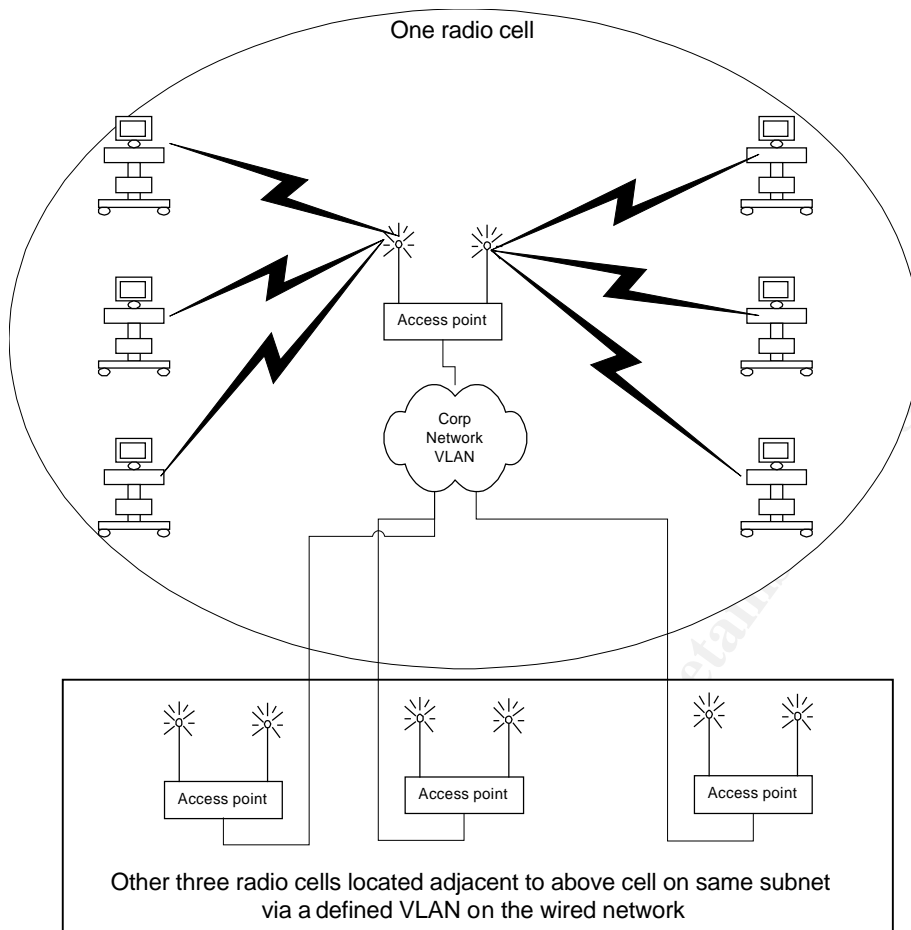 One radio cell
Access point
Corp
Network
VLAN
Access point
Access point
Access point
Other three radio cells located adjacent to above cell on same subnet
via a defined VLAN on the wired network